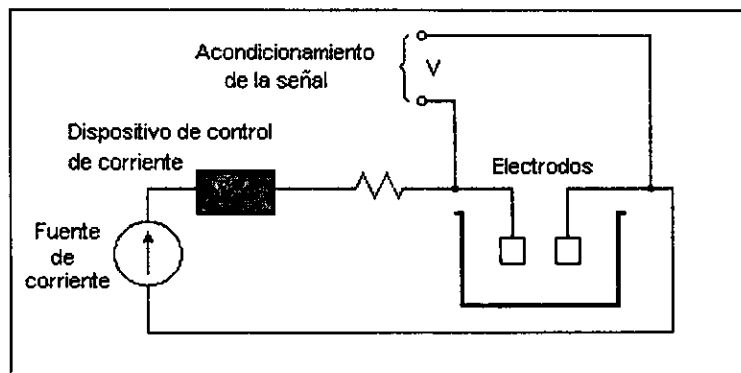 Acondicionamiento
de la señal
V
Dispositivo de control
de corriente
Electrodos
Fuente
de
corriente